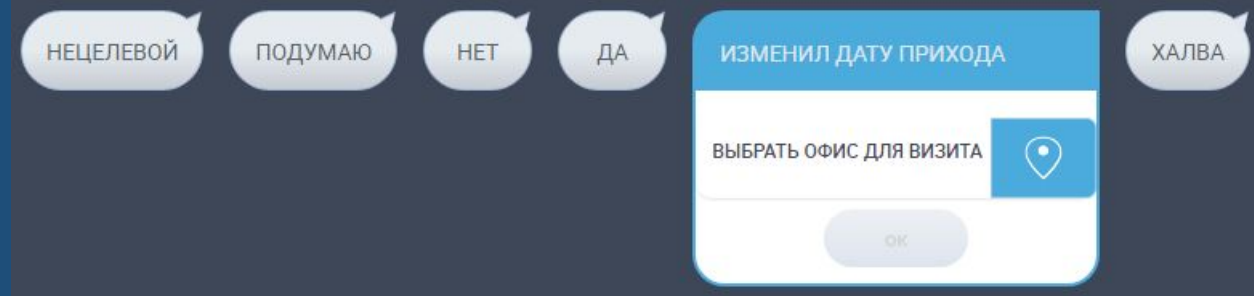 НЕЦЕЛЕВОЙ
ПОДУМАЮ
НЕТ
ДА
ИЗМЕНИЛ ДАТУ ПРИХОДА
ХАЛВА
ВЫБРАТЬ ОФИС ДЛЯ ВИЗИТА
ОК